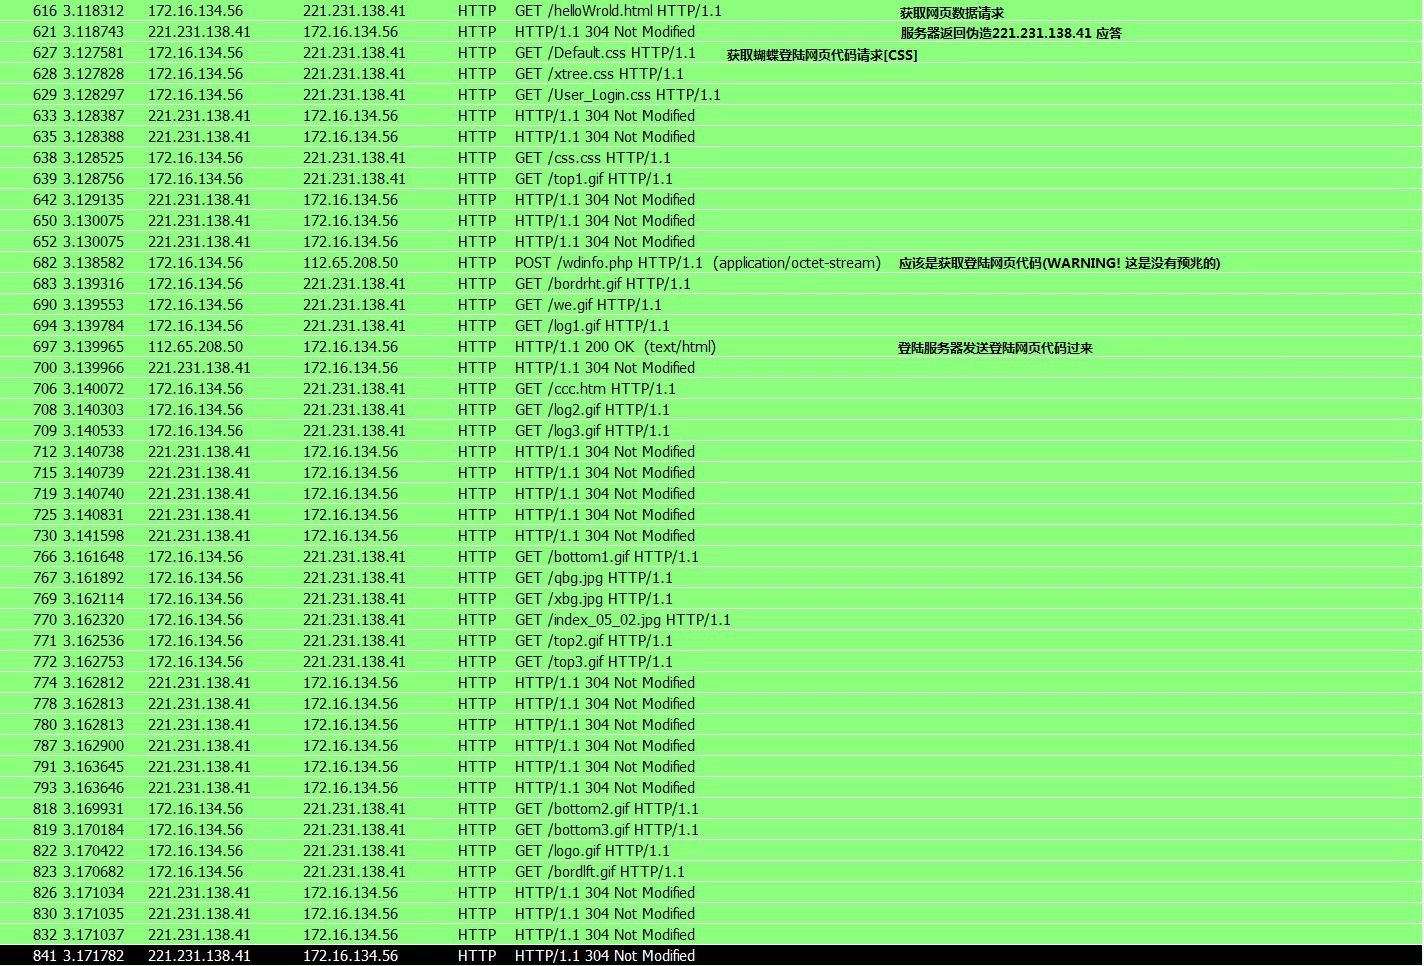 616 3.118312 172.16.134.56 221.231.138.41 HTTP GET /helloWrold.html HTTP/1.1 获取网页数据请求
621 3.118743 221.231.138.41 172.16.134.56 HTTP HTTP/1.1 304 Not Modified 服务器返回伪造221.231.138.41 应答
627 3.127581 172.16.134.56 221.231.138.41 HTTP GET /Default.css HTTP/1.1 获取蝴蝶登陆网页代码请求[CSS]
628 3.127828 172.16.134.56 221.231.138.41 HTTP GET /xtree.css HTTP/1.1
629 3.128297 172.16.134.56 221.231.138.41 HTTP GET /User_Login.css HTTP/1.1
633 3.128387 221.231.138.41 172.16.134.56 HTTP HTTP/1.1 304 Not Modified
635 3.128388 221.231.138.41 172.16.134.56 HTTP HTTP/1.1 304 Not Modified
638 3.128525 172.16.134.56 221.231.138.41 HTTP GET /css.css HTTP/1.1
639 3.128756 172.16.134.56 221.231.138.41 HTTP GET /top1.gif HTTP/1.1
642 3.129135 221.231.138.41 172.16.134.56 HTTP HTTP/1.1 304 Not Modified
650 3.130075 221.231.138.41 172.16.134.56 HTTP HTTP/1.1 304 Not Modified
652 3.130075 221.231.138.41 172.16.134.56 HTTP HTTP/1.1 304 Not Modified
682 3.138582 172.16.134.56 112.65.208.50 HTTP POST /wdinfo.php HTTP/1.1 (application/octet-stream) 应该是获取登陆网页代码(WARNING! 这是没有预兆的)
683 3.139316 172.16.134.56 221.231.138.41 HTTP GET /bordrht.gif HTTP/1.1
690 3.139553 172.16.134.56 221.231.138.41 HTTP GET /we.gif HTTP/1.1
694 3.139784 172.16.134.56 221.231.138.41 HTTP GET /log1.gif HTTP/1.1
697 3.139965 112.65.208.50 172.16.134.56 HTTP HTTP/1.1 200 OK (text/html) 登陆服务器发送登陆网页代码过来
700 3.139966 221.231.138.41 172.16.134.56 HTTP HTTP/1.1 304 Not Modified
706 3.140072 172.16.134.56 221.231.138.41 HTTP GET /ccc.htm HTTP/1.1
708 3.140303 172.16.134.56 221.231.138.41 HTTP GET /log2.gif HTTP/1.1
709 3.140533 172.16.134.56 221.231.138.41 HTTP GET /log3.gif HTTP/1.1
712 3.140738 221.231.138.41 172.16.134.56 HTTP HTTP/1.1 304 Not Modified
715 3.140739 221.231.138.41 172.16.134.56 HTTP HTTP/1.1 304 Not Modified
719 3.140740 221.231.138.41 172.16.134.56 HTTP HTTP/1.1 304 Not Modified
725 3.140831 221.231.138.41 172.16.134.56 HTTP HTTP/1.1 304 Not Modified
730 3.141598 221.231.138.41 172.16.134.56 HTTP HTTP/1.1 304 Not Modified
766 3.161648 172.16.134.56 221.231.138.41 HTTP GET /bottom1.gif HTTP/1.1
767 3.161892 172.16.134.56 221.231.138.41 HTTP GET /qbg.jpg HTTP/1.1
769 3.162114 172.16.134.56 221.231.138.41 HTTP GET /xbg.jpg HTTP/1.1
770 3.162320 172.16.134.56 221.231.138.41 HTTP GET /index_05_02.jpg HTTP/1.1
771 3.162536 172.16.134.56 221.231.138.41 HTTP GET /top2.gif HTTP/1.1
772 3.162753 172.16.134.56 221.231.138.41 HTTP GET /top3.gif HTTP/1.1
774 3.162812 221.231.138.41 172.16.134.56 HTTP HTTP/1.1 304 Not Modified
778 3.162813 221.231.138.41 172.16.134.56 HTTP HTTP/1.1 304 Not Modified
780 3.162813 221.231.138.41 172.16.134.56 HTTP HTTP/1.1 304 Not Modified
787 3.162900 221.231.138.41 172.16.134.56 HTTP HTTP/1.1 304 Not Modified
791 3.163645 221.231.138.41 172.16.134.56 HTTP HTTP/1.1 304 Not Modified
793 3.163646 221.231.138.41 172.16.134.56 HTTP HTTP/1.1 304 Not Modified
818 3.169931 172.16.134.56 221.231.138.41 HTTP GET /bottom2.gif HTTP/1.1
819 3.170184 172.16.134.56 221.231.138.41 HTTP GET /bottom3.gif HTTP/1.1
822 3.170422 172.16.134.56 221.231.138.41 HTTP GET /logo.gif HTTP/1.1
823 3.170682 172.16.134.56 221.231.138.41 HTTP GET /bordlft.gif HTTP/1.1
826 3.171034 221.231.138.41 172.16.134.56 HTTP HTTP/1.1 304 Not Modified
830 3.171035 221.231.138.41 172.16.134.56 HTTP HTTP/1.1 304 Not Modified
832 3.171037 221.231.138.41 172.16.134.56 HTTP HTTP/1.1 304 Not Modified
841 3.171782 221.231.138.41 172.16.134.56 HTTP HTTP/1.1 304 Not Modified